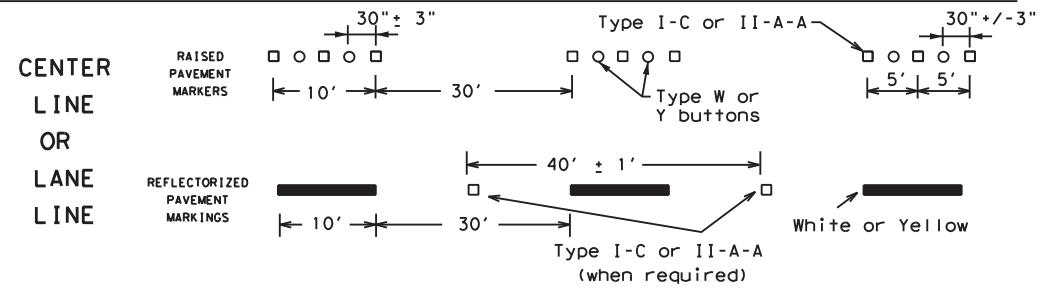 CENTER
LINE
OR
LANE
LINE
RAISED
PAVEMENT
MARKERS
30"± 3"
10'
30'
Type I-C or II-A-A
Type W or
Y buttons
30"+/-3"
5'
5'
REFLECTORIZED
PAVEMENT
MARKINGS
10'
30'
40' ± 1'
Type I-C or II-A-A
(when required)
White or Yellow